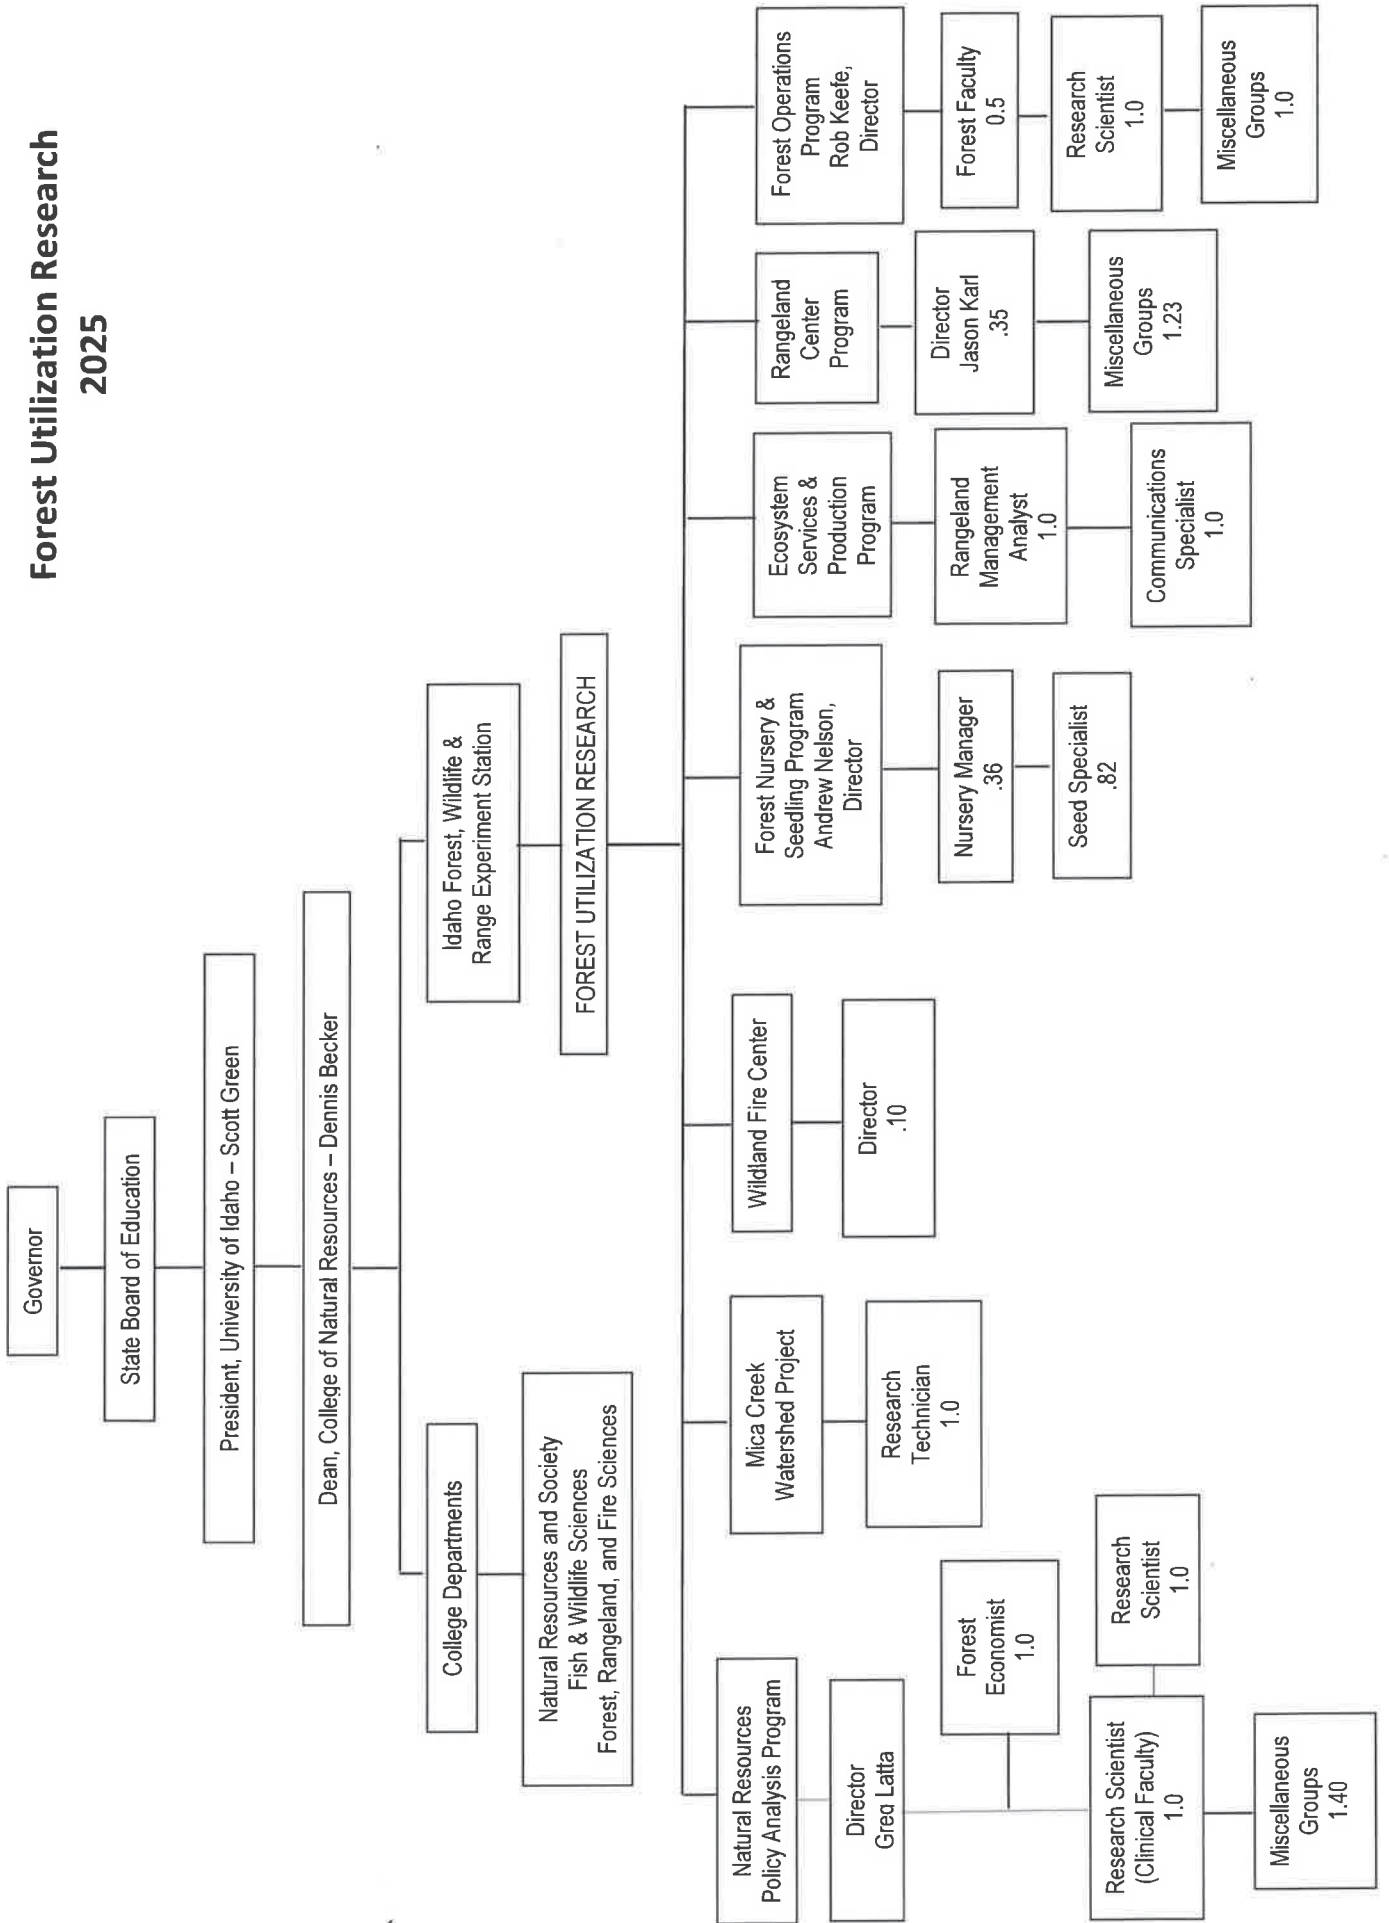 Forest Utilization Research
2025
Governor
State Board of Education
President, University of Idaho – Scott Green
Dean, College of Natural Resources – Dennis Becker
College Departments
Natural Resources and Society
Fish & Wildlife Sciences
Forest, Rangeland, and Fire Sciences
Idaho Forest, Wildlife &
Range Experiment Station
FOREST UTILIZATION RESEARCH
Natural Resources
Policy Analysis Program
Director
Greg Latta
Forest
Economist
1.0
Research Scientist
(Clinical Faculty)
1.0
Research
Scientist
1.0
Miscellaneous
Groups
1.40
Mica Creek
Watershed Project
Research
Technician
1.0
Wildland Fire Center
Director
.10
Forest Nursery &
Seedling Program
Andrew Nelson,
Director
Nursery Manager
.36
Seed Specialist
.82
Ecosystem
Services &
Production
Program
Rangeland
Management
Analyst
1.0
Communications
Specialist
1.0
Rangeland
Center
Program
Director
Jason Karl
.35
Miscellaneous
Groups
1.23
Forest Operations
Program
Rob Keefe,
Director
Forest Faculty
0.5
Research
Scientist
1.0
Miscellaneous
Groups
1.0